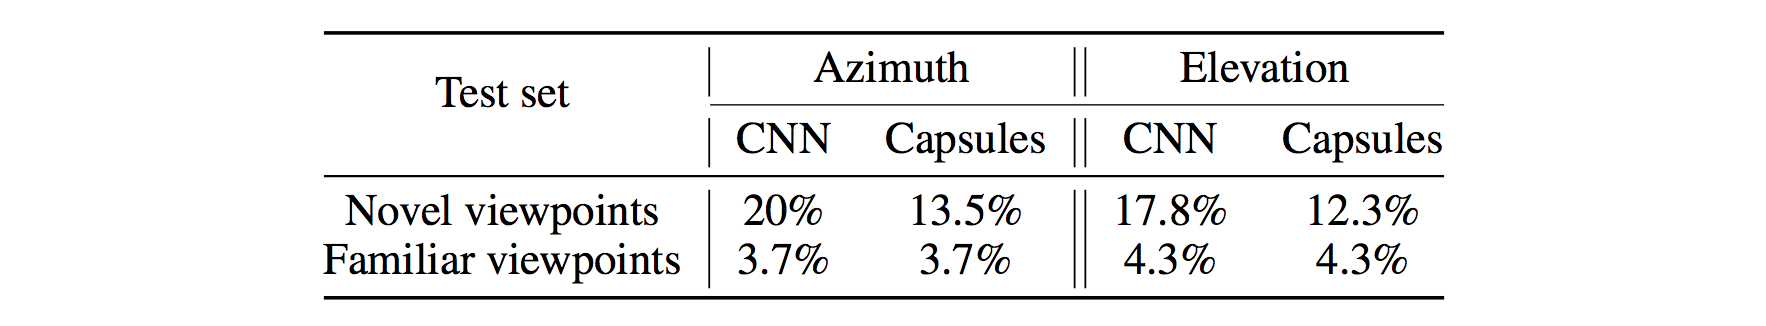 Test set Azimuth Elevation
CNN Capsules CNN Capsules
Novel viewpoints 20% 13.5% 17.8% 12.3%
Familiar viewpoints 3.7% 3.7% 4.3% 4.3%